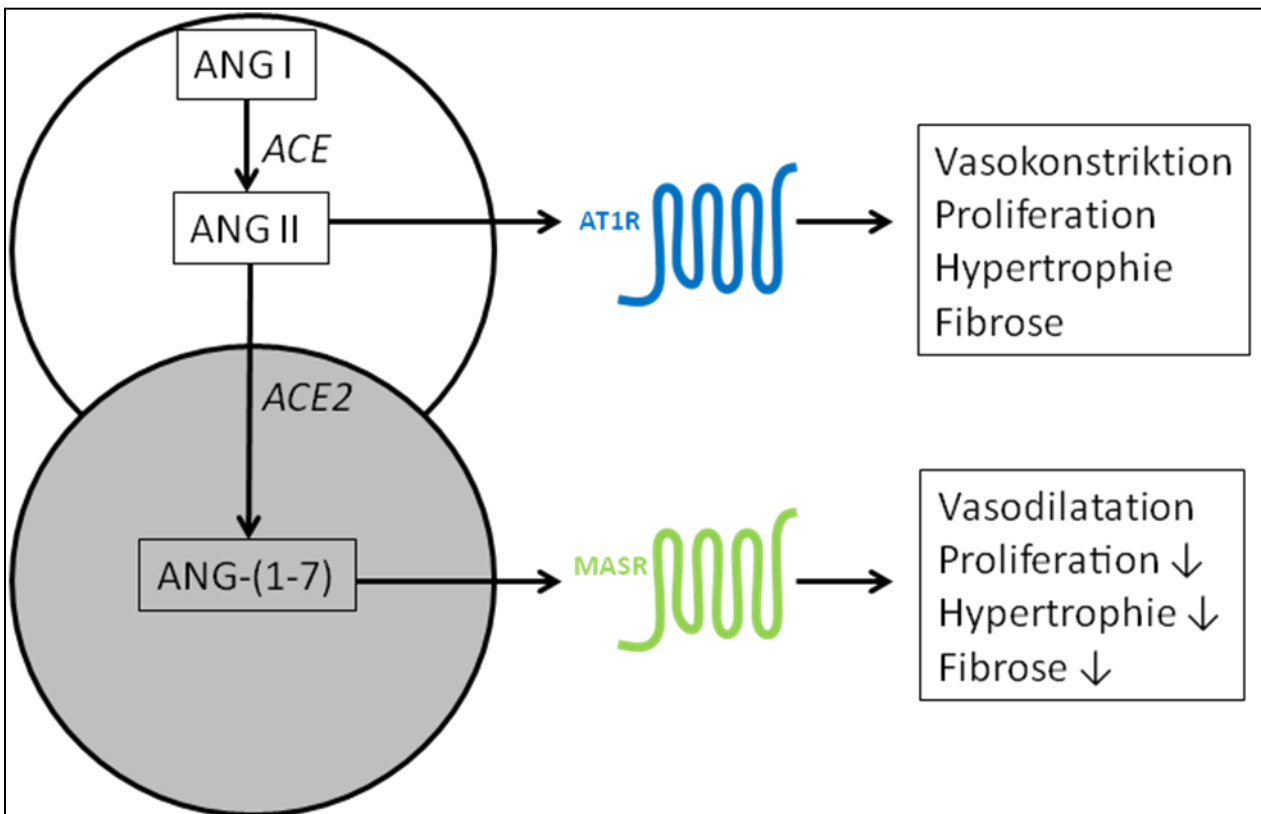 ANG I
ACE
ANG II
AT1R
Vasokonstriktion
Proliferation
Hypertrophie
Fibrose
ACE2
ANG-(1-7)
MASR
Vasodilatation
Proliferation ↓
Hypertrophie ↓
Fibrose ↓